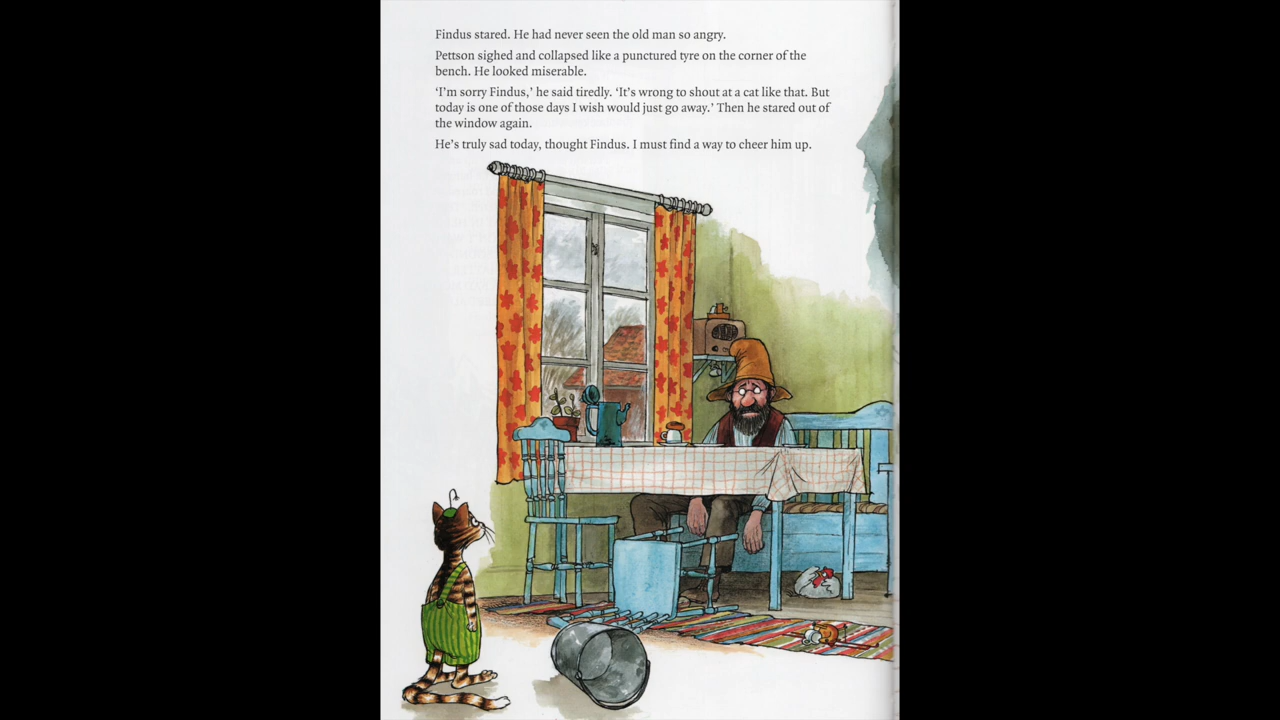 Findus stared. He had never seen the old man so angry.
Pettson sighed and collapsed like a punctured tyre on the corner of the
bench. He looked miserable.
‘I'm sorry Findus,’ he said tiredly. ‘It's wrong to shout at a cat like that. But
today is one of those days I wish would just go away.’ Then he stared out of
the window again.
He's truly sad today, thought Findus. I must find a way to cheer him up.